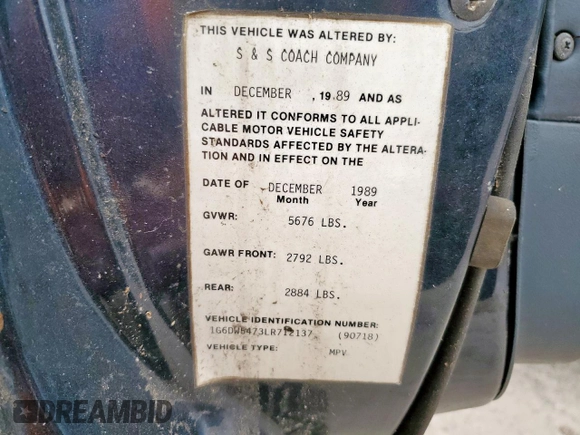 THIS VEHICLE WAS ALTERED BY:
S & S COACH COMPANY
IN DECEMBER , 19 89 AND AS
ALTERED IT CONFORMS TO ALL APPLI-
CABLE MOTOR VEHICLE SAFETY
STANDARDS AFFECTED BY THE ALTERA-
TION AND IN EFFECT ON THE
DATE OF DECEMBER 1989
Month Year
GVWR: 5676 LBS.
GAWR FRONT: 2792 LBS.
REAR: 2884 LBS.
VEHICLE IDENTIFICATION NUMBER:
(90718)
VEHICLE TYPE: MPV
DREAMBID